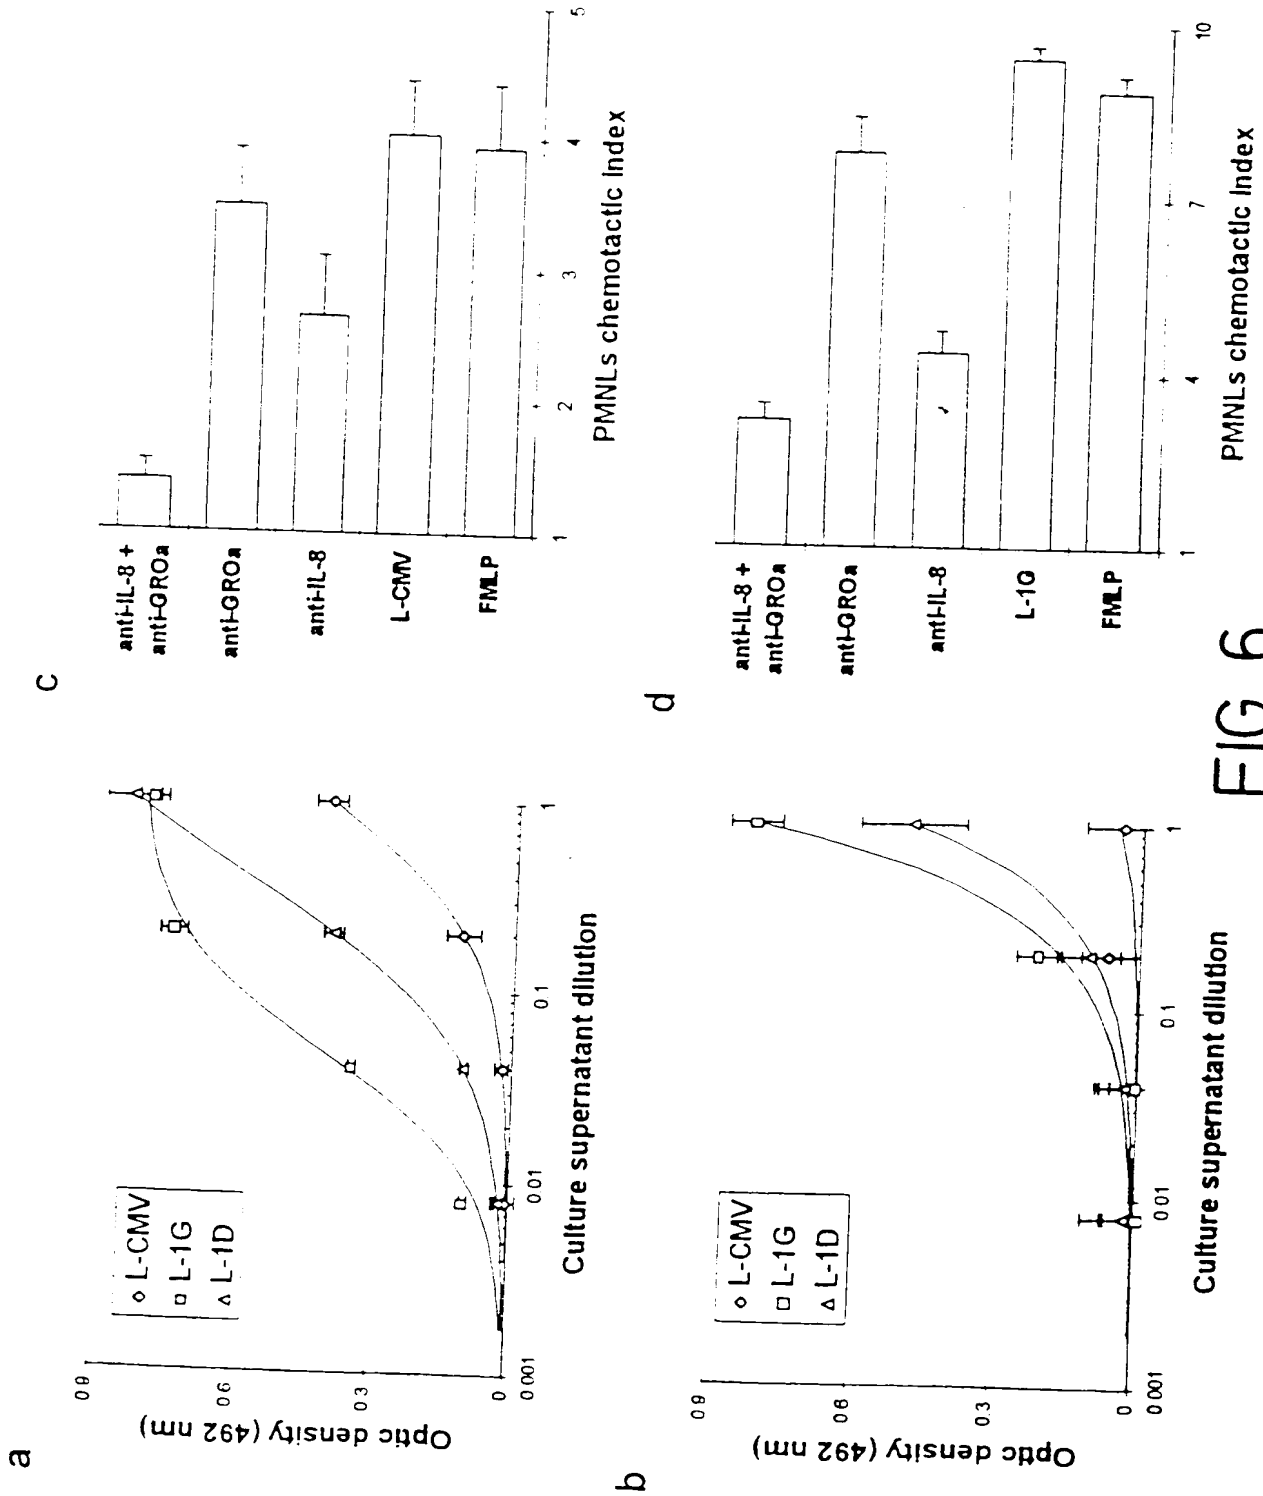 a
Optic density (492 nm)
0.9
0.6
0.3
0
0.001
0.01
0.1
1
Culture supernatant dilution
L-CMV
L-1G
L-1D
b
Optic density (492 nm)
0.9
0.6
0.3
0
0.001
0.01
0.1
1
Culture supernatant dilution
L-CMV
L-1G
L-1D
c
anti-IL-8 +
anti-GROa
anti-GROa
anti-IL-8
L-CMV
FMLP
1
2
3
4
5
PMNLs chemotactic index
d
anti-IL-8 +
anti-GROa
anti-GROa
anti-IL-8
L-1G
FMLP
1
4
7
10
PMNLs chemotactic index
FIG 6